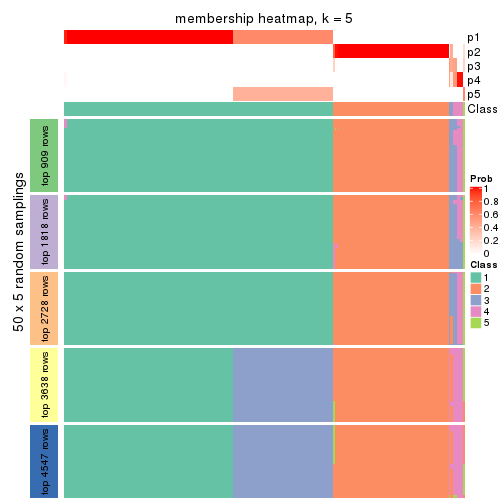 membership heatmap, k = 5
p1
p2
p3
p4
p5
Class
50 x 5 random samplings
top 909 rows
top 1818 rows
top 2728 rows
top 3638 rows
top 4547 rows
Prob
1
0.8
0.6
0.4
0.2
0
Class
1
2
3
4
5